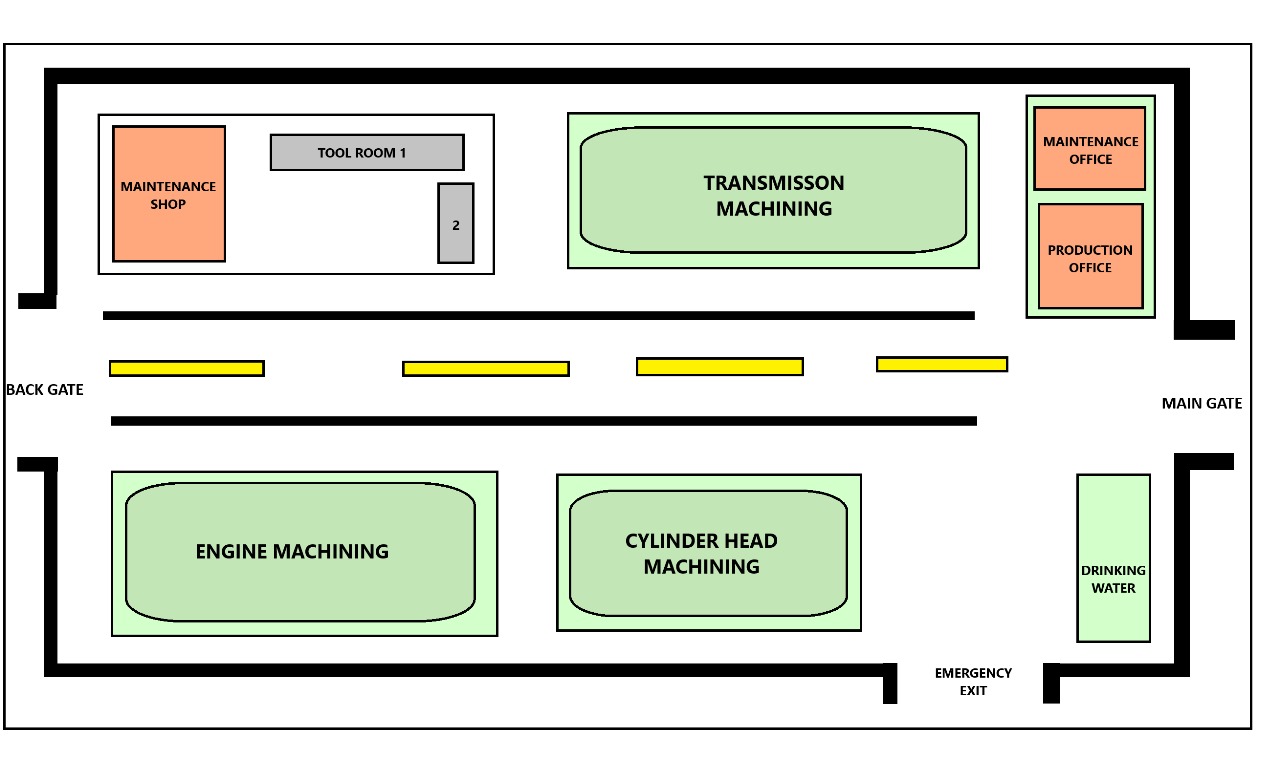 TOOL ROOM 1
MAINTENANCE
SHOP
2
TRANSMISSON
MACHINING
MAINTENANCE
OFFICE
PRODUCTION
OFFICE
BACK GATE
MAIN GATE
ENGINE MACHINING
CYLINDER HEAD
MACHINING
DRINKING
WATER
EMERGENCY
EXIT